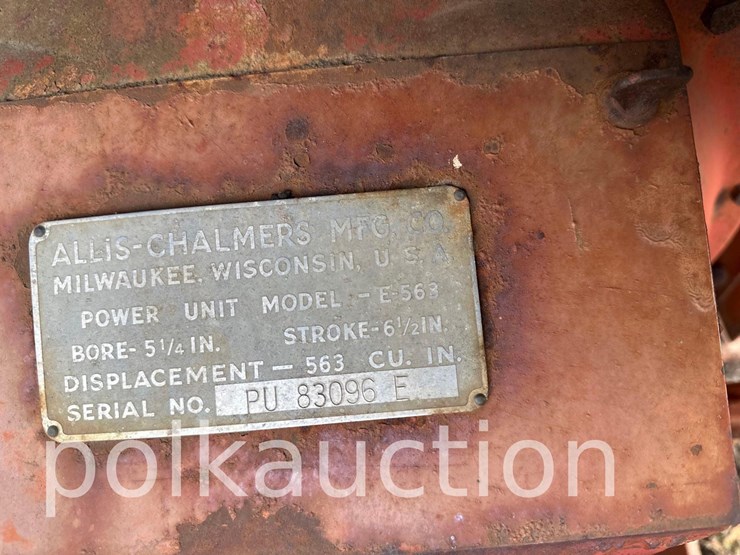 ALLIS-CHALMERS MFG. CO.
MILWAUKEE, WISCONSIN, U. S. A
POWER UNIT MODEL - E-563
BORE- 5 1/4 IN. STROKE-6 1/2 IN.
DISPLACEMENT - 563 CU. IN.
SERIAL NO. PU 83096 E
polkauction